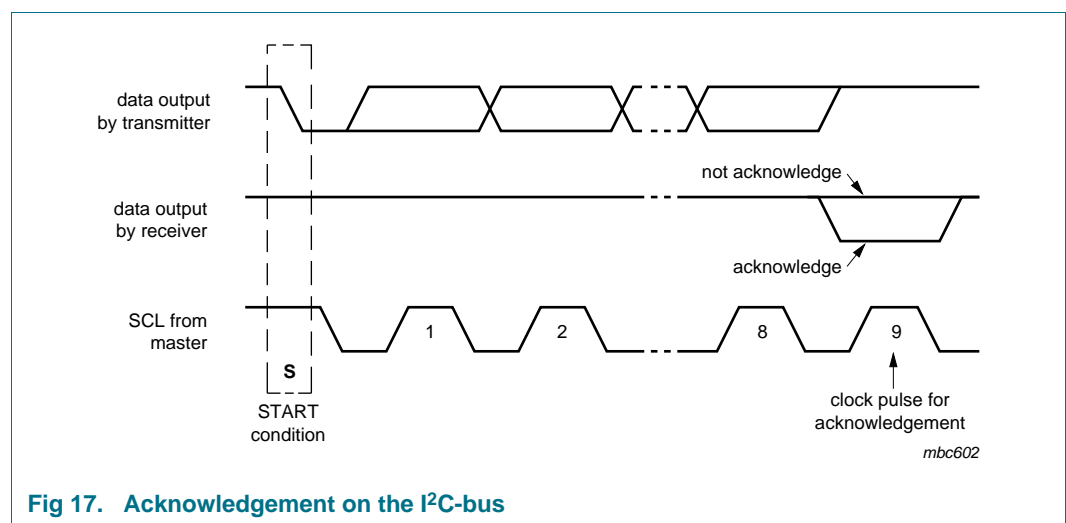 data output
by transmitter
not acknowledge
data output
by receiver
acknowledge
SCL from
master
1
2
8
9
S
START
condition
clock pulse for
acknowledgement
mbc602
Fig 17. Acknowledgement on the I²C-bus